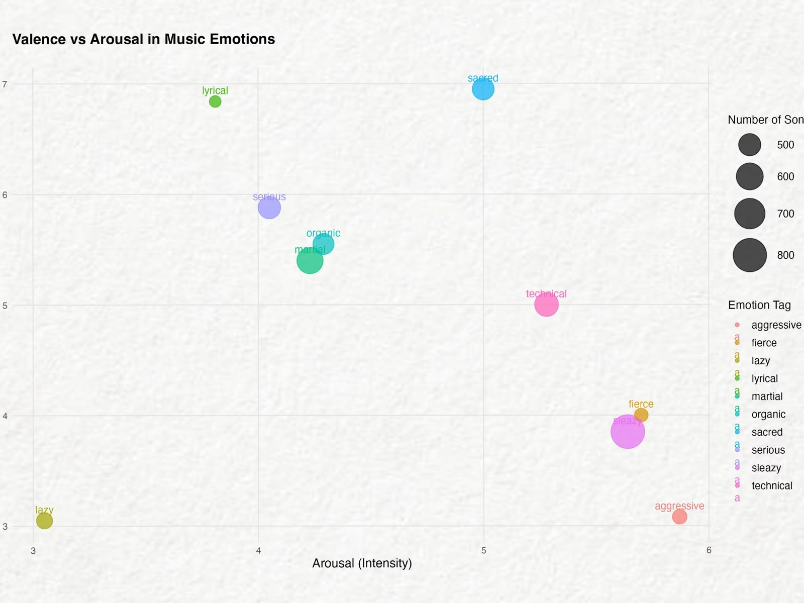 Valence vs Arousal in Music Emotions
7
6
5
4
3
sacred
lyrical
serious
organic
martial
technical
fierce
sleazy
aggressive
lazy
3
4
5
6
Arousal (Intensity)
Number of Son
500
600
700
800
Emotion Tag
aggressive
a
fierce
a
lazy
a
lyrical
a
martial
a
organic
a
sacred
a
serious
a
sleazy
a
technical
a